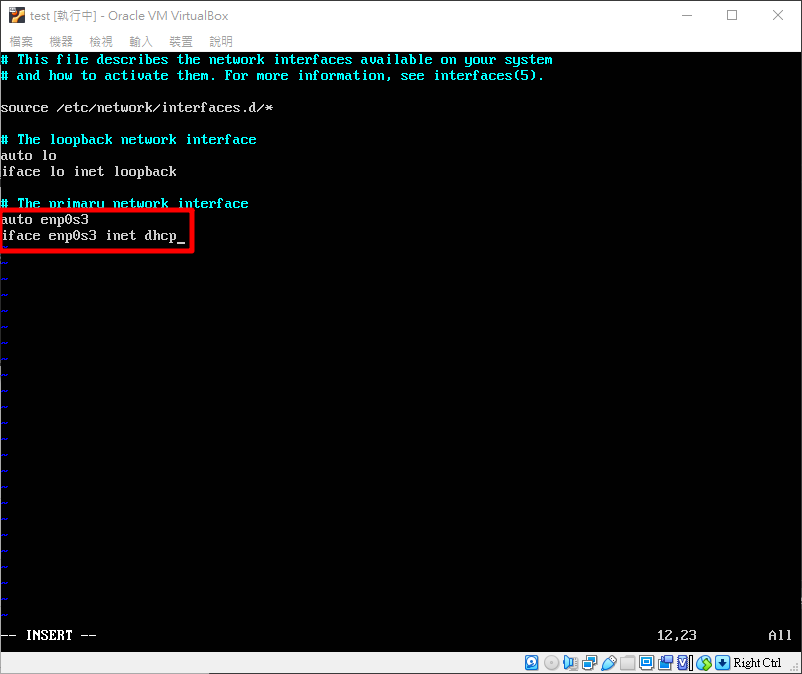 test [執行中] - Oracle VM VirtualBox
檔案 機器 檢視 輸入 裝置 說明
# This file describes the network interfaces available on your system
# and how to activate them. For more information, see interfaces(5).
source /etc/network/interfaces.d/*
# The loopback network interface
auto lo
iface lo inet loopback
# The primary network interface
auto enp0s3
iface enp0s3 inet dhcp_
-- INSERT -- 12,23 All
Right Ctrl